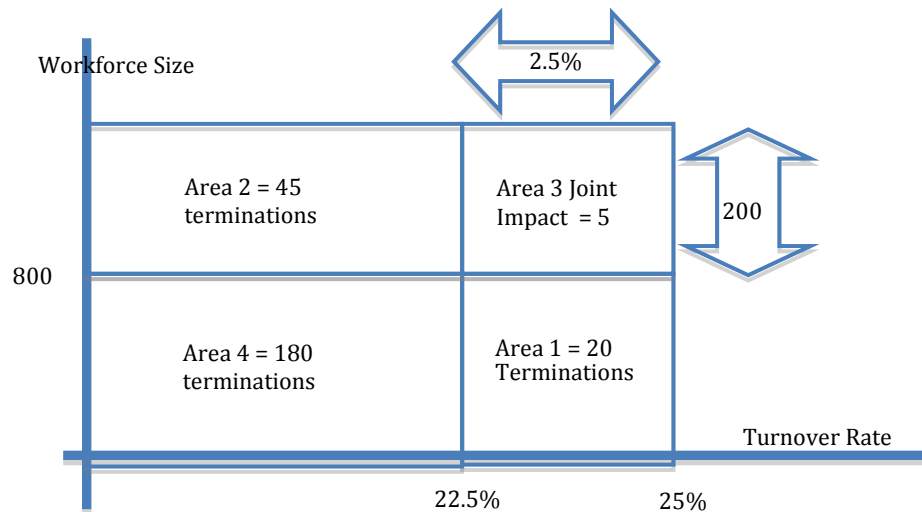 Workforce Size
2.5%
Area 2 = 45
terminations
Area 3 Joint
Impact = 5
200
800
Area 4 = 180
terminations
Area 1 = 20
Terminations
Turnover Rate
22.5%
25%